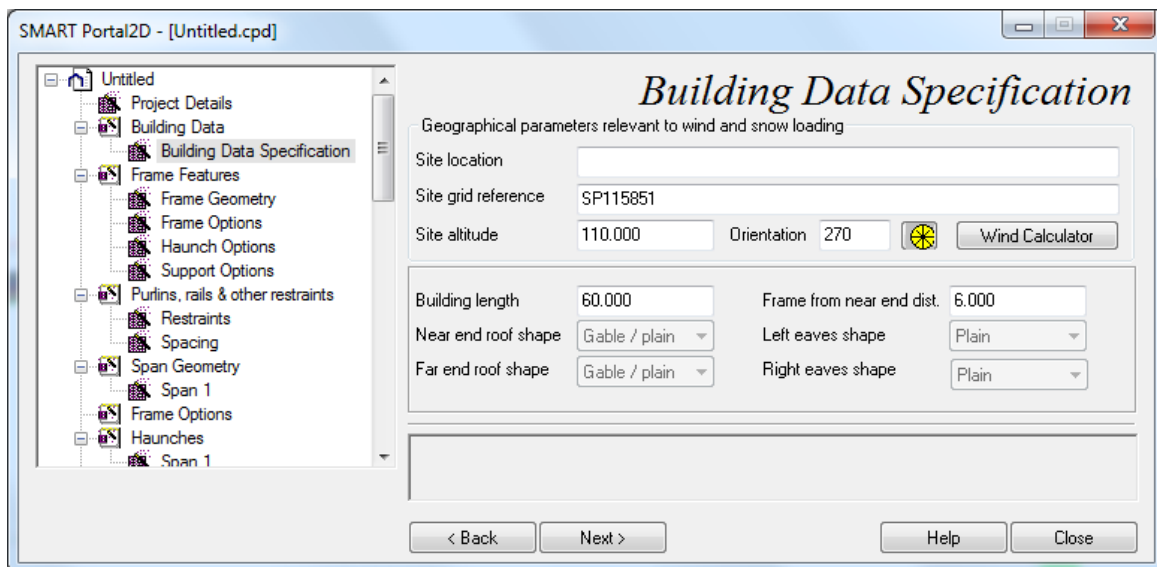 SMART Portal2D - [Untitled.cpd]
X
Untitled
Project Details
Building Data
Building Data Specification
Frame Features
Frame Geometry
Frame Options
Haunch Options
Support Options
Purlins, rails & other restraints
Restraints
Spacing
Span Geometry
Span 1
Frame Options
Haunches
Span 1
Building Data Specification
Geographical parameters relevant to wind and snow loading
Site location
Site grid reference SP115851
Site altitude 110.000 Orientation 270 Wind Calculator
Building length 60.000 Frame from near end dist. 6.000
Near end roof shape Gable / plain Left eaves shape Plain
Far end roof shape Gable / plain Right eaves shape Plain
< Back Next > Help Close